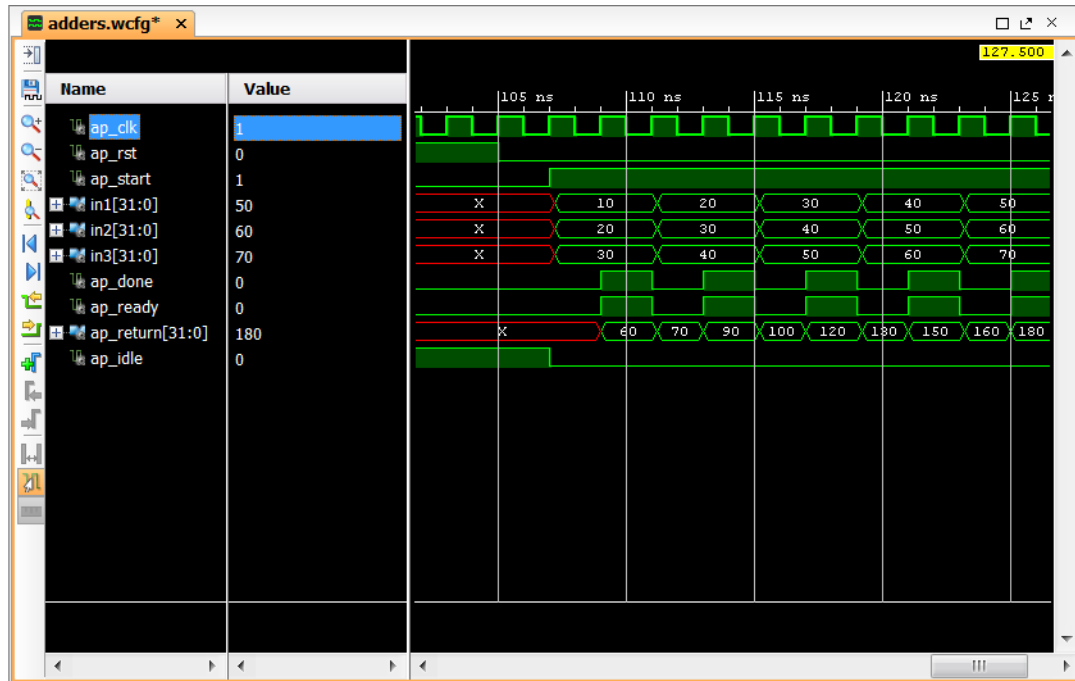 adders.wcfg* ×
127.500
Name Value
105 ns 110 ns 115 ns 120 ns 125
ap_clk 1
ap_rst 0
ap_start 1
in1[31:0] 50 X 10 20 30 40 50
in2[31:0] 60 X 20 30 40 50 60
in3[31:0] 70 X 30 40 50 60 70
ap_done 0
ap_ready 0
ap_return[31:0] 180 X 60 70 90 100 120 130 150 160 180
ap_idle 0